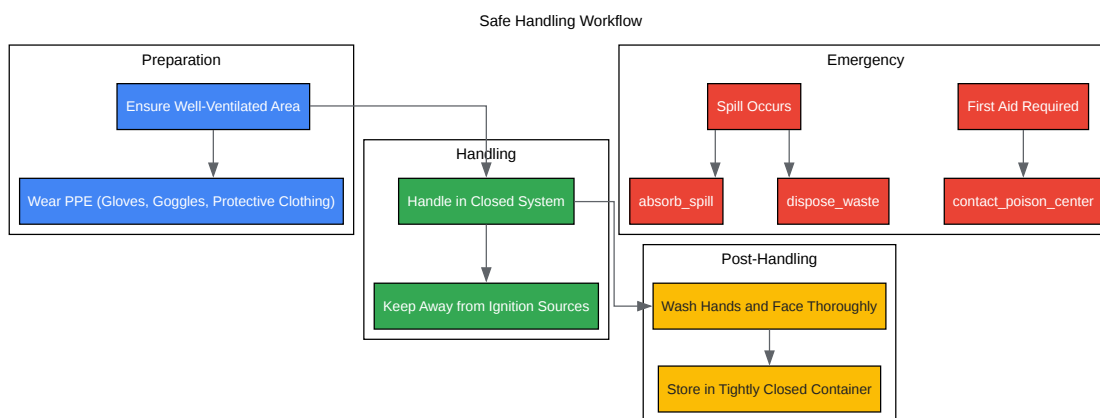 Safe Handling Workflow
Preparation
Ensure Well-Ventilated Area
Wear PPE (Gloves, Goggles, Protective Clothing)
Handling
Handle in Closed System
Keep Away from Ignition Sources
Emergency
Spill Occurs
First Aid Required
absorb_spill
dispose_waste
contact_poison_center
Post-Handling
Wash Hands and Face Thoroughly
Store in Tightly Closed Container